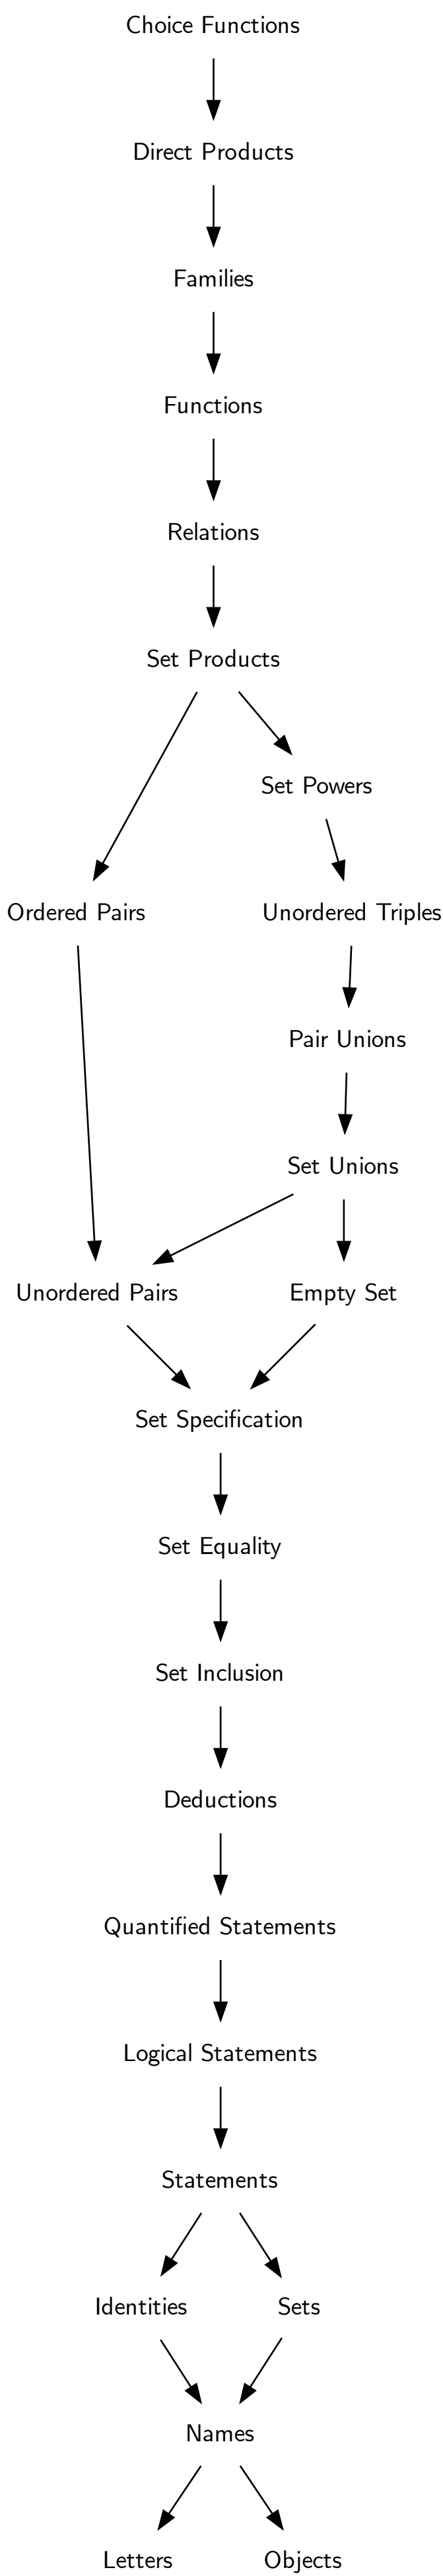 Choice Functions
Direct Products
Families
Functions
Relations
Set Products
Set Powers
Ordered Pairs
Unordered Triples
Pair Unions
Set Unions
Unordered Pairs
Empty Set
Set Specification
Set Equality
Set Inclusion
Deductions
Quantified Statements
Logical Statements
Statements
Identities
Sets
Names
Letters
Objects